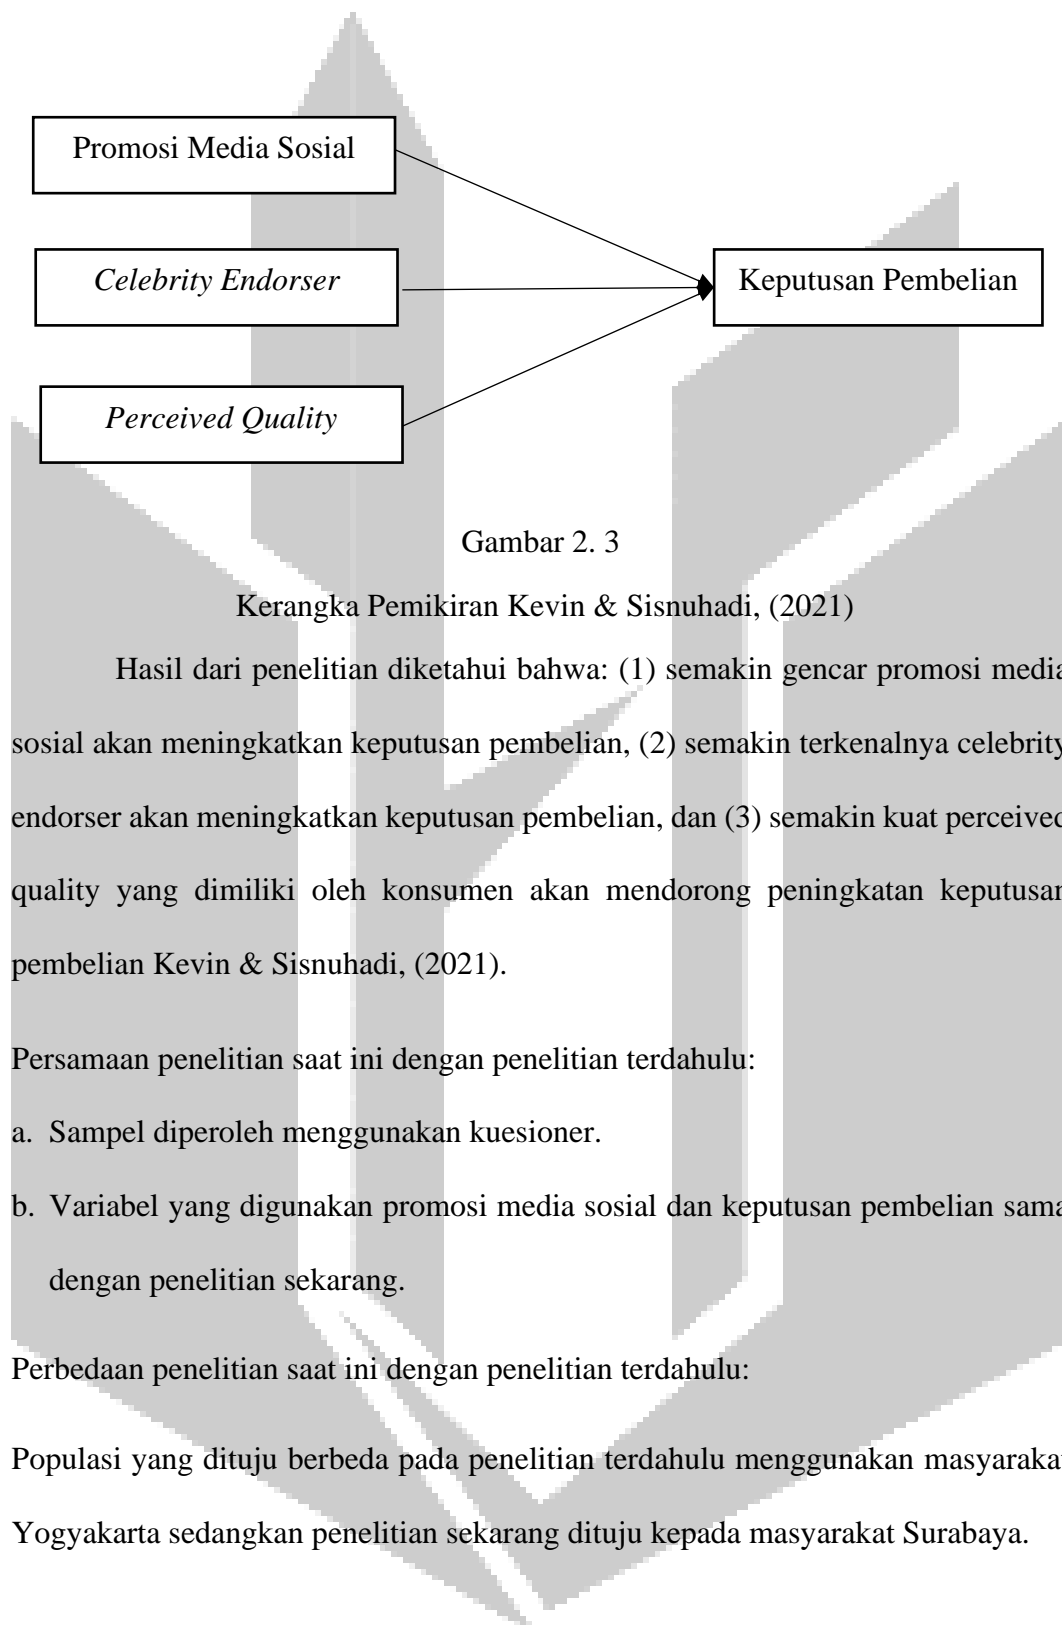 Promosi Media Sosial
Celebrity Endorser
Keputusan Pembelian
Perceived Quality
Gambar 2. 3
Kerangka Pemikiran Kevin & Sisnuhadi, (2021)
Hasil dari penelitian diketahui bahwa: (1) semakin gencar promosi media
sosial akan meningkatkan keputusan pembelian, (2) semakin terkenalnya celebrity
endorser akan meningkatkan keputusan pembelian, dan (3) semakin kuat perceived
quality yang dimiliki oleh konsumen akan mendorong peningkatan keputusan
pembelian Kevin & Sisnuhadi, (2021).
Persamaan penelitian saat ini dengan penelitian terdahulu:
a. Sampel diperoleh menggunakan kuesioner.
b. Variabel yang digunakan promosi media sosial dan keputusan pembelian sama
dengan penelitian sekarang.
Perbedaan penelitian saat ini dengan penelitian terdahulu:
Populasi yang dituju berbeda pada penelitian terdahulu menggunakan masyarakat
Yogyakarta sedangkan penelitian sekarang dituju kepada masyarakat Surabaya.